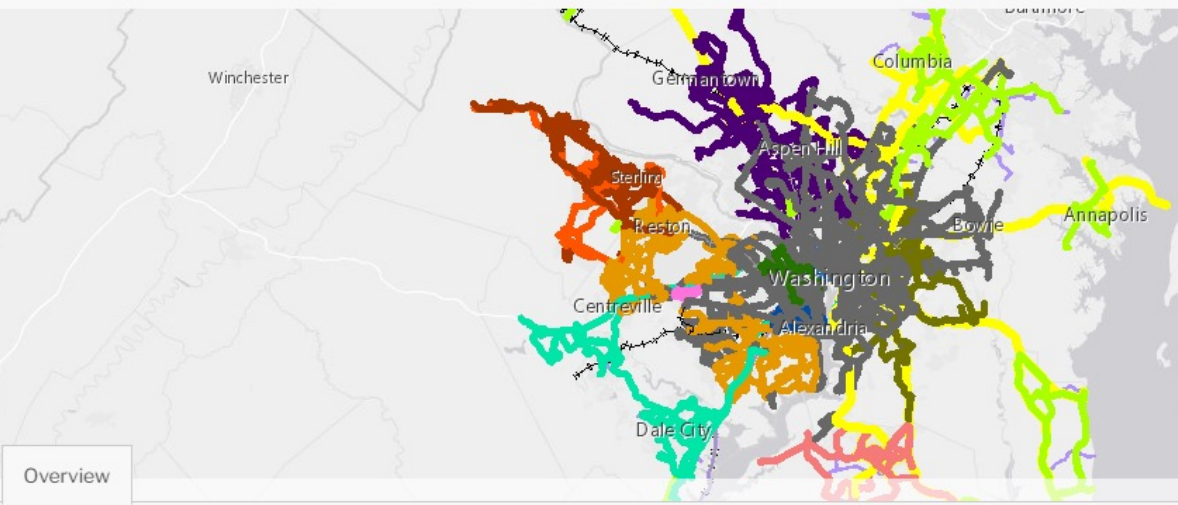 Winchester
Columbia
Germantown
Aspen Hill
Sterling
Reston
Annapolis
Bowie
Washington
Centreville
Alexandria
Dale City
Overview